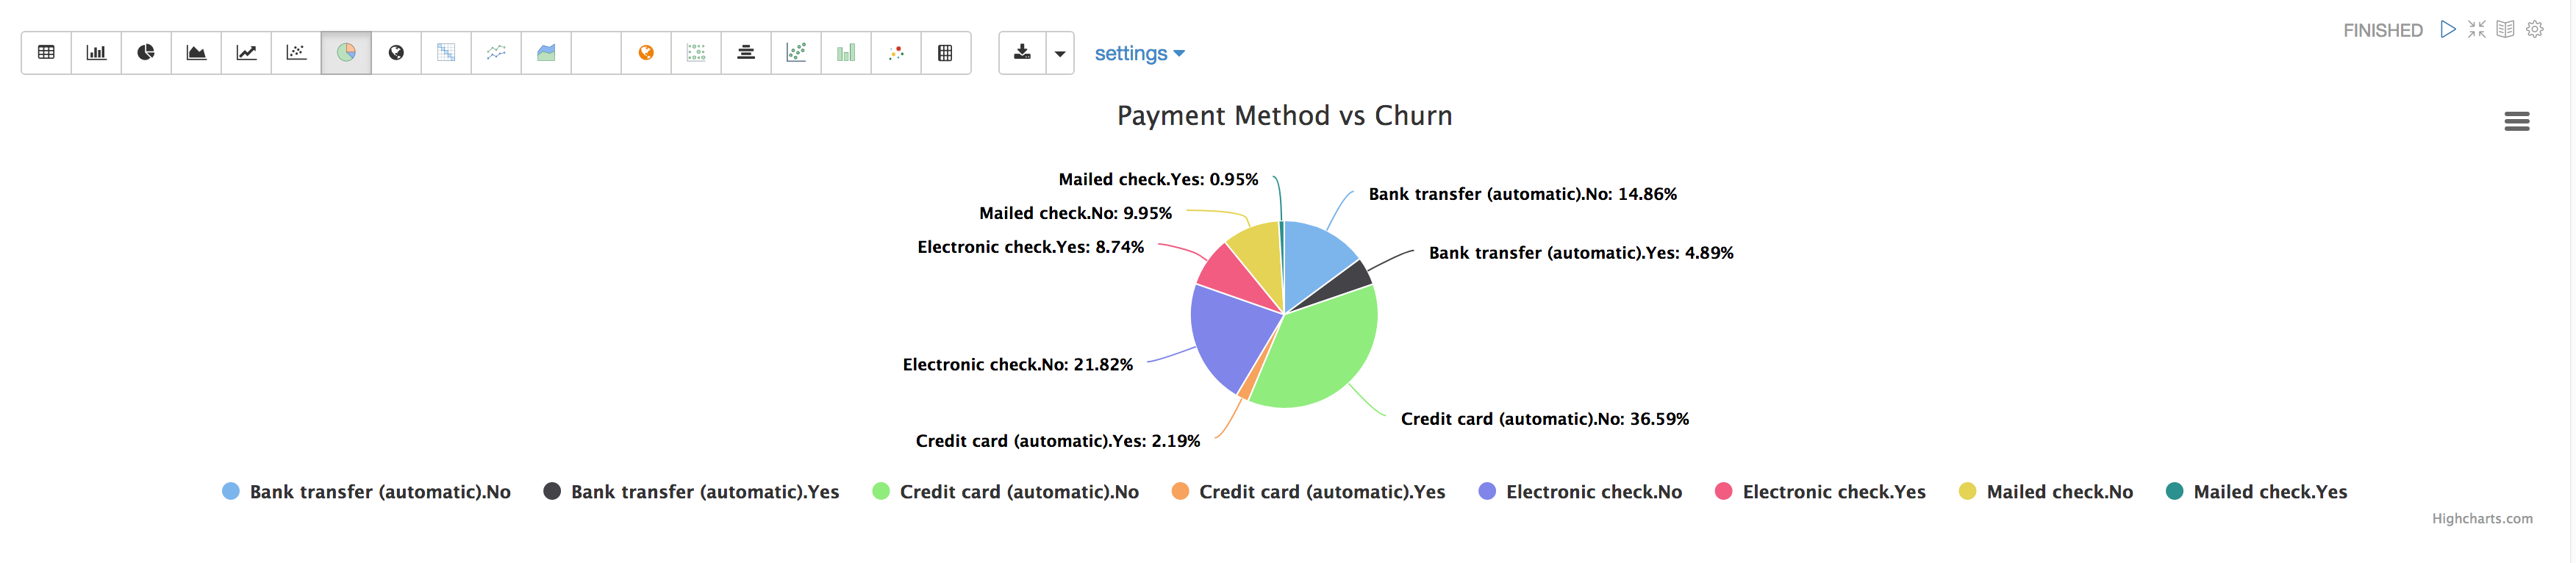 FINISHED
settings
Payment Method vs Churn
Mailed check.Yes: 0.95%
Bank transfer (automatic).No: 14.86%
Mailed check.No: 9.95%
Electronic check.Yes: 8.74%
Bank transfer (automatic).Yes: 4.89%
Electronic check.No: 21.82%
Credit card (automatic).No: 36.59%
Credit card (automatic).Yes: 2.19%
Bank transfer (automatic).No Bank transfer (automatic).Yes Credit card (automatic).No Credit card (automatic).Yes Electronic check.No Electronic check.Yes Mailed check.No Mailed check.Yes
Highcharts.com